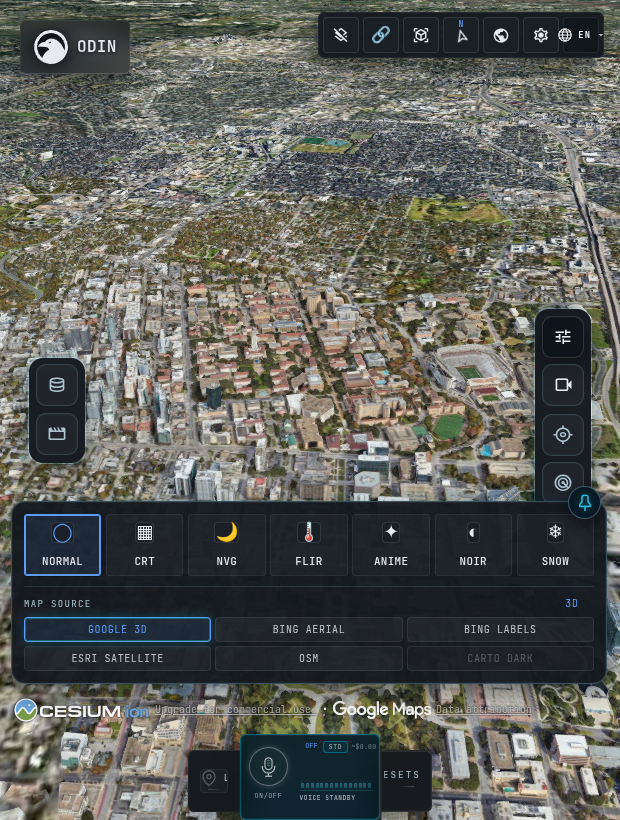 ODIN
N
EN
NORMAL
CRT
NVG
FLIR
ANIME
NOIR
SNOW
MAP SOURCE
3D
GOOGLE 3D
BING AERIAL
BING LABELS
ESRI SATELLITE
OSM
CARTO DARK
CESIUM ion
Upgrade for commercial use.
• Google Maps
Data attribution
OFF
STD
~$0.00
ON/OFF
VOICE STANDBY
L
ESETS